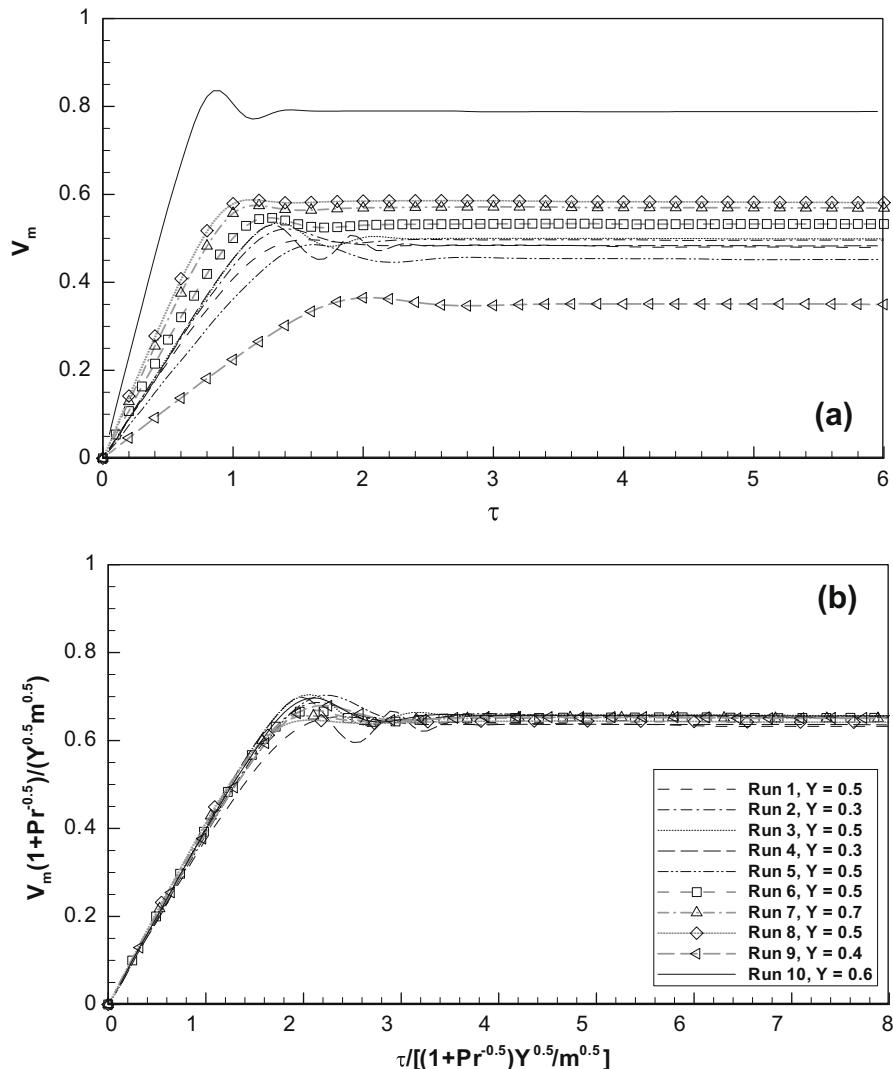 1
0.8
0.6
0.4
0.2
0
V_m
0 1 2 3 4 5 6
τ
(a)
1
0.8
0.6
0.4
0.2
0
V_m(1+Pr^-0.5)/(Y^0.5m^0.5)
(b)
Run 1, Y = 0.5
Run 2, Y = 0.3
Run 3, Y = 0.5
Run 4, Y = 0.3
Run 5, Y = 0.5
Run 6, Y = 0.5
Run 7, Y = 0.7
Run 8, Y = 0.5
Run 9, Y = 0.4
Run 10, Y = 0.6
0 1 2 3 4 5 6 7 8
τ/[(1+Pr^-0.5)Y^0.5/m^0.5]